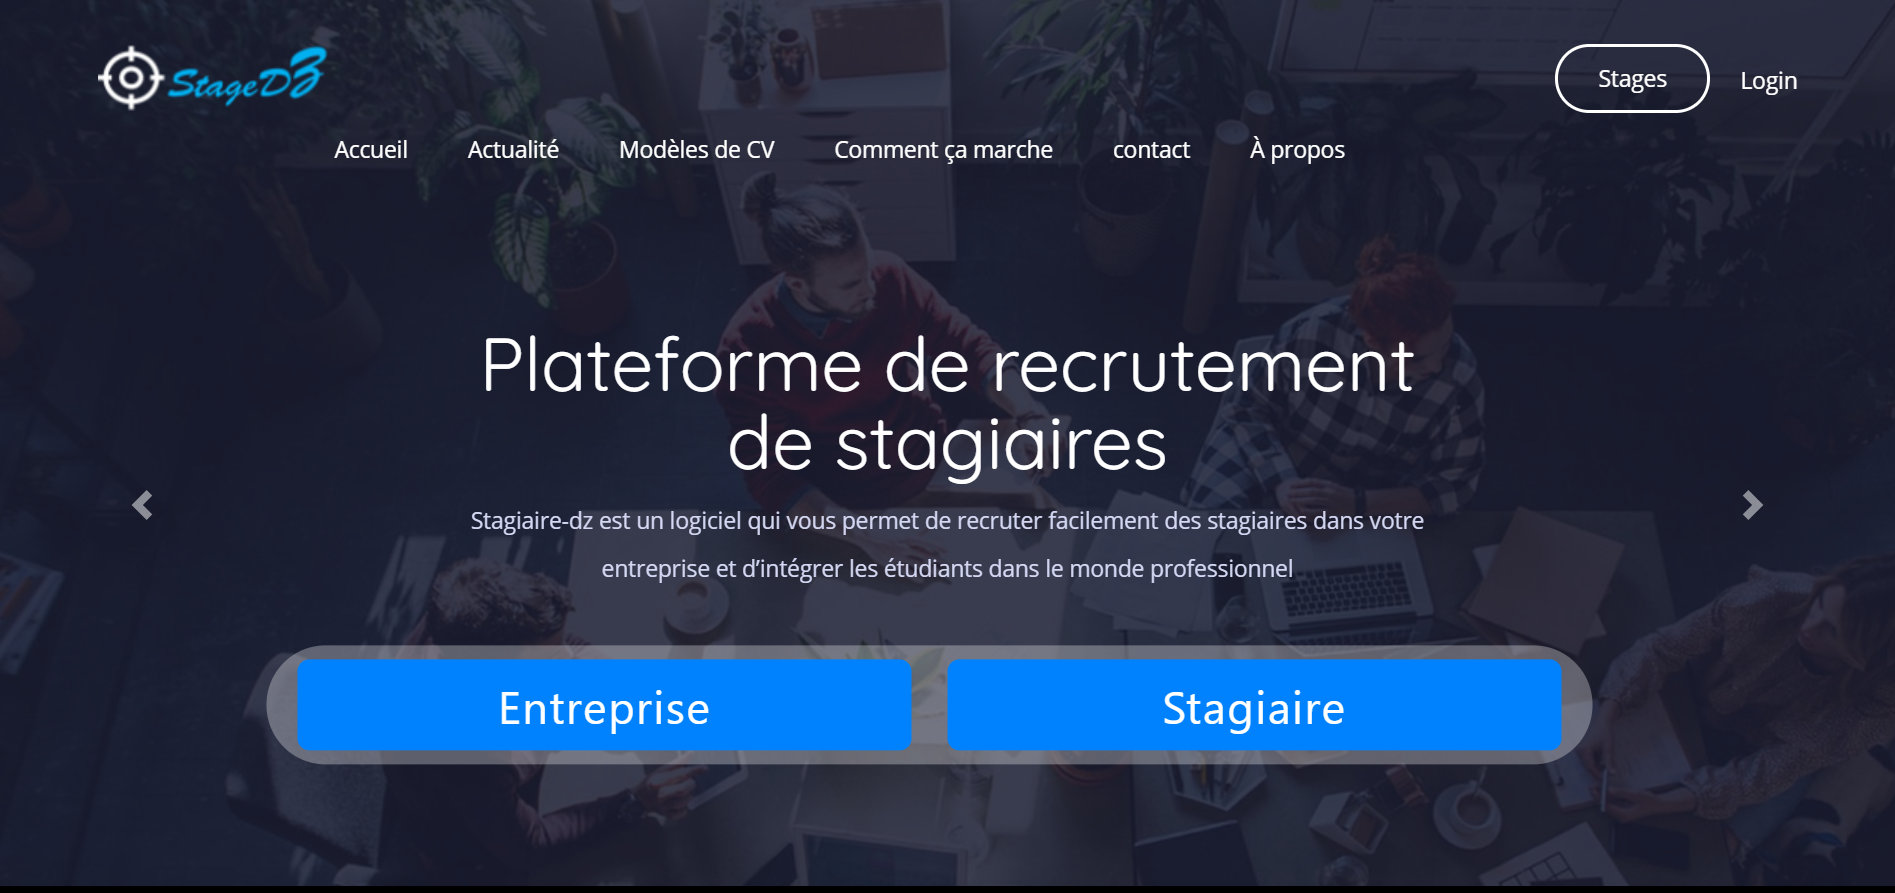 StageDZ
Stages
Login
Accueil
Actualité
Modèles de CV
Comment ça marche
contact
À propos
Plateforme de recrutement
de stagiaires
Stagiaire-dz est un logiciel qui vous permet de recruter facilement des stagiaires dans votre
entreprise et d’intégrer les étudiants dans le monde professionnel
Entreprise
Stagiaire